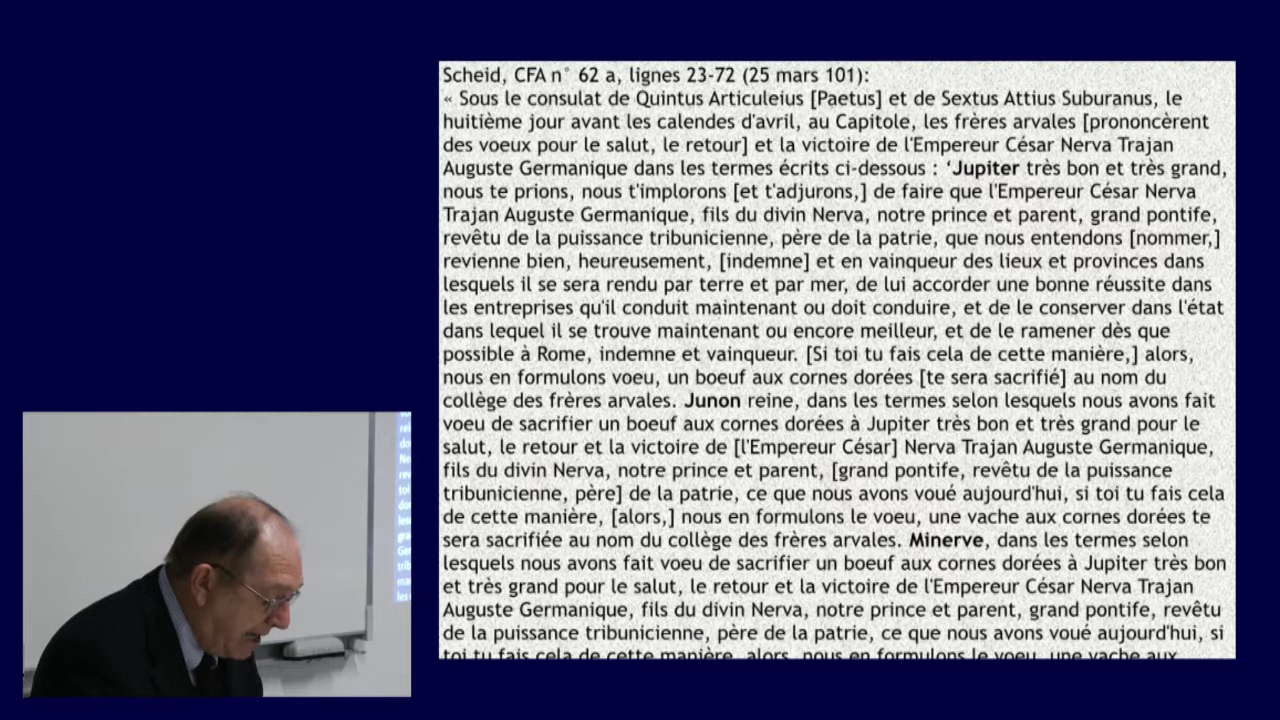 Scheid, CFA n° 62 a, lignes 23-72 (25 mars 101):
« Sous le consulat de Quintus Articuleius [Paetus] et de Sextus Attius Suburanus, le
huitième jour avant les calendes d'avril, au Capitole, les frères arvales [prononcèrent
des voeux pour le salut, le retour] et la victoire de l'Empereur César Nerva Trajan
Auguste Germanique dans les termes écrits ci-dessous : ‘Jupiter très bon et très grand,
nous te prions, nous t'implorons [et t'adjurons,] de faire que l'Empereur César Nerva
Trajan Auguste Germanique, fils du divin Nerva, notre prince et parent, grand pontife,
revêtu de la puissance tribunicienne, père de la patrie, que nous entendons [nommer,]
revienne bien, heureusement, [indemne] et en vainqueur des lieux et provinces dans
lesquels il se sera rendu par terre et par mer, de lui accorder une bonne réussite dans
les entreprises qu'il conduit maintenant ou doit conduire, et de le conserver dans l'état
dans lequel il se trouve maintenant ou encore meilleur, et de le ramener dès que
possible à Rome, indemne et vainqueur. [Si toi tu fais cela de cette manière,] alors,
nous en formulons voeu, un boeuf aux cornes dorées [te sera sacrifié] au nom du
collège des frères arvales. Junon reine, dans les termes selon lesquels nous avons fait
voeu de sacrifier un boeuf aux cornes dorées à Jupiter très bon et très grand pour le
salut, le retour et la victoire de [l'Empereur César] Nerva Trajan Auguste Germanique,
fils du divin Nerva, notre prince et parent, [grand pontife, revêtu de la puissance
tribunicienne, père] de la patrie, ce que nous avons voué aujourd'hui, si toi tu fais cela
de cette manière, [alors,] nous en formulons le voeu, une vache aux cornes dorées te
sera sacrifiée au nom du collège des frères arvales. Minerve, dans les termes selon
lesquels nous avons fait voeu de sacrifier un boeuf aux cornes dorées à Jupiter très bon
et très grand pour le salut, le retour et la victoire de l'Empereur César Nerva Trajan
Auguste Germanique, fils du divin Nerva, notre prince et parent, grand pontife, revêtu
de la puissance tribunicienne, père de la patrie, ce que nous avons voué aujourd'hui, si
toi tu fais cela de cette manière, alors, nous en formulons le voeu, une vache aux